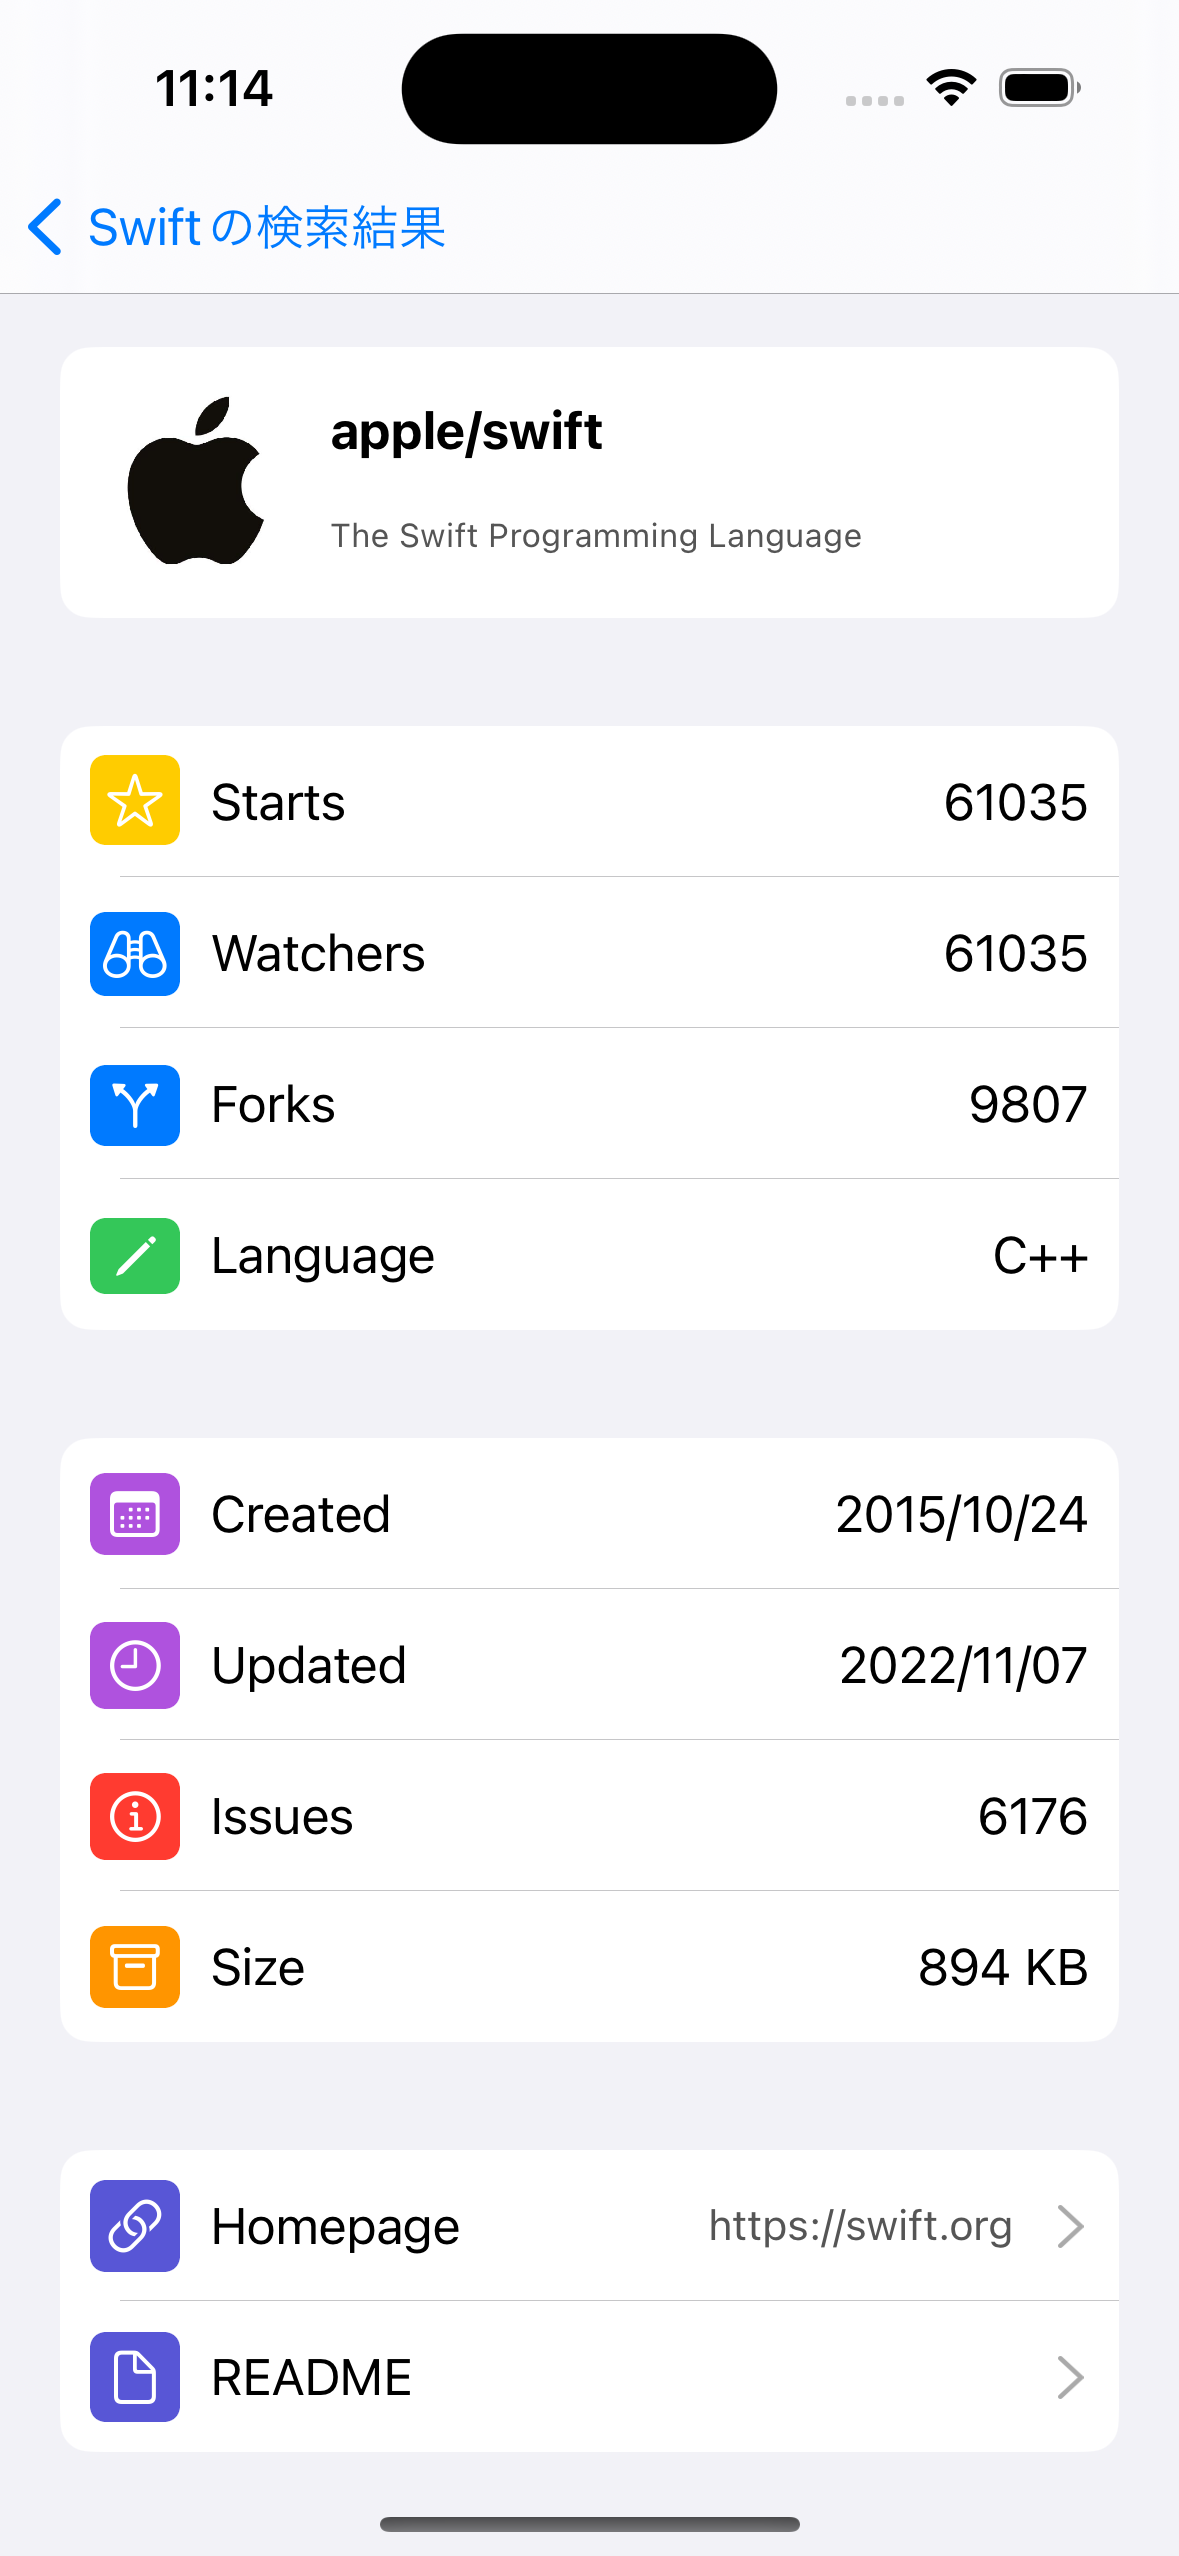 11:14
Swiftの検索結果
apple/swift
The Swift Programming Language
Starts 61035
Watchers 61035
Forks 9807
Language C++
Created 2015/10/24
Updated 2022/11/07
Issues 6176
Size 894 KB
Homepage https://swift.org
README